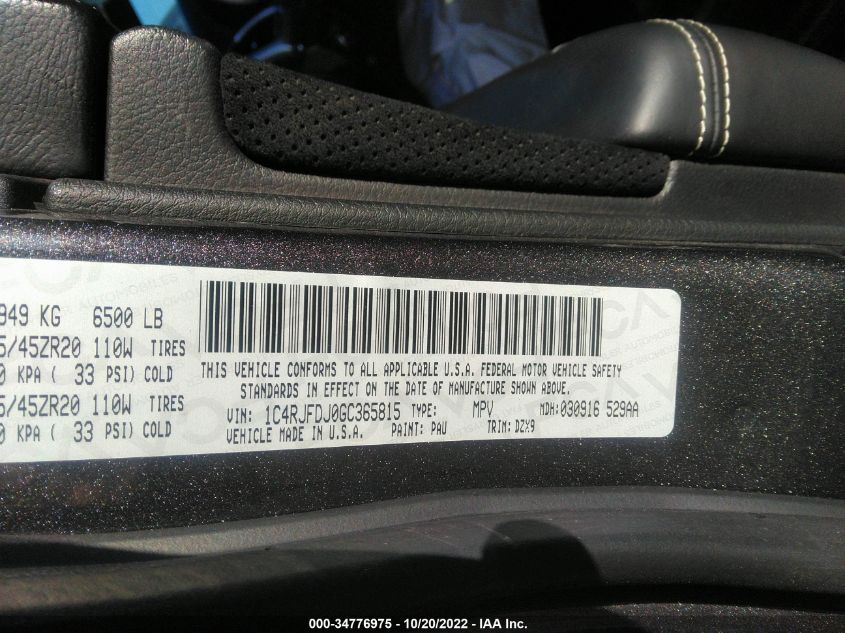 949 KG 6500 LB
5/45ZR20 110W TIRES
0 KPA ( 33 PSI) COLD
5/45ZR20 110W TIRES
0 KPA ( 33 PSI) COLD
THIS VEHICLE CONFORMS TO ALL APPLICABLE U.S.A. FEDERAL MOTOR VEHICLE SAFETY
STANDARDS IN EFFECT ON THE DATE OF MANUFACTURE SHOWN ABOVE.
VIN: 1C4RJFDJ0GC365815 TYPE: MPV MDH:030916 529AA
VEHICLE MADE IN U.S.A. PAINT: PAU TRIM: DZX9
000-34776975 / 10/20/2022 - IAA Inc.